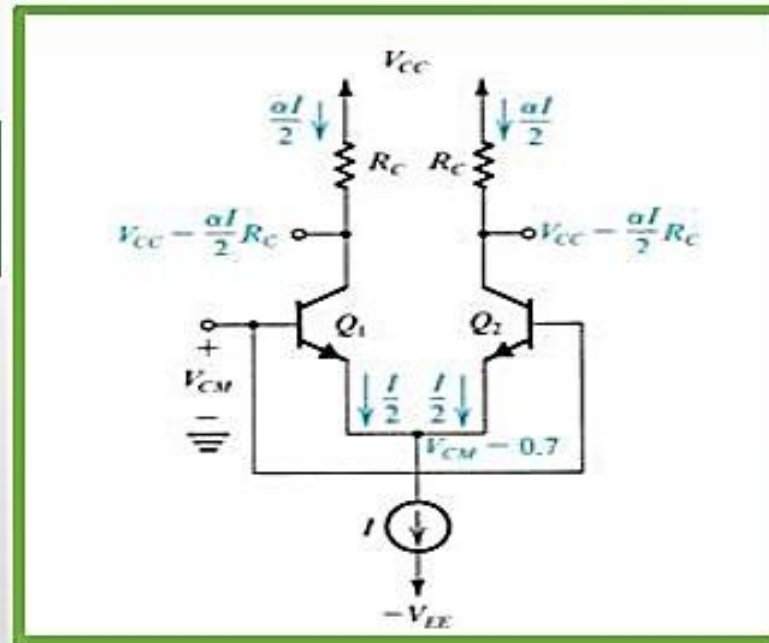 V_CC
αI/2 R_C R_C αI/2
V_CC − αI/2 R_C V_CC − αI/2 R_C
Q_1 Q_2
+
V_CM
−
I/2 I/2
V_CM − 0.7
I
−V_EE